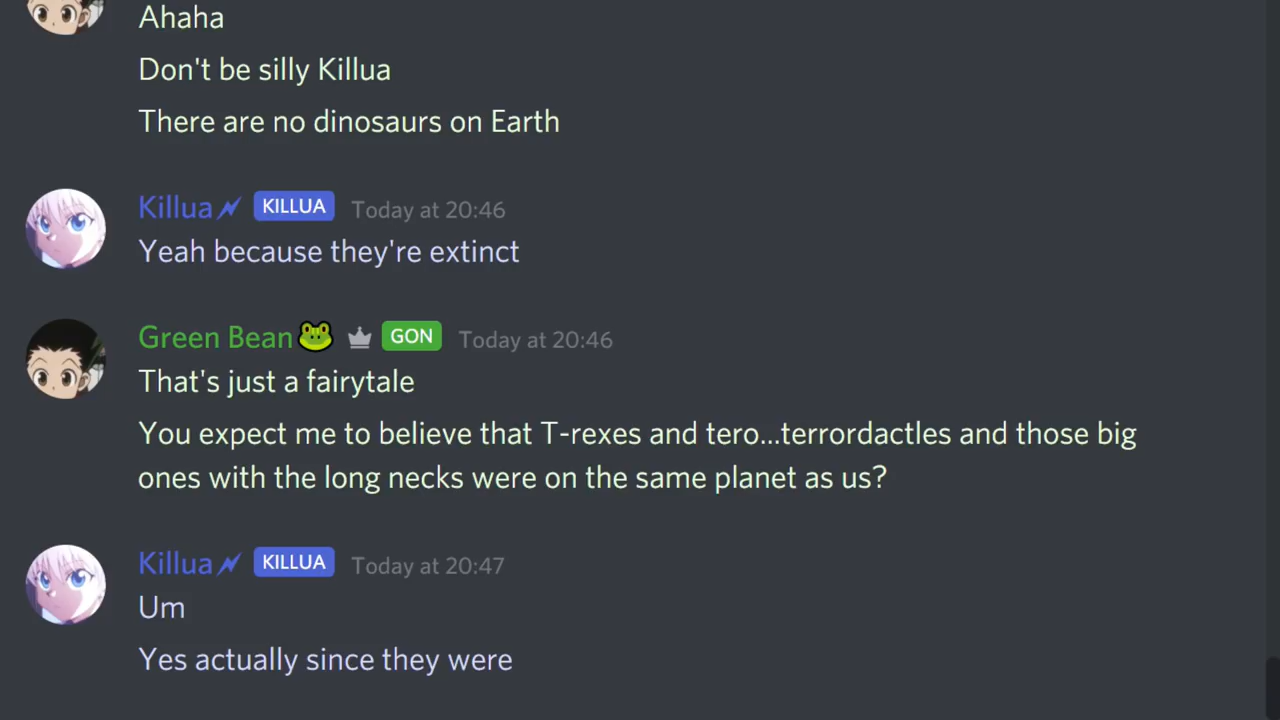 Ahaha
Don't be silly Killua
There are no dinosaurs on Earth
Killua KILLUA Today at 20:46
Yeah because they're extinct
Green Bean🐸 GON Today at 20:46
That's just a fairytale
You expect me to believe that T-rexes and tero...terrordactles and those big
ones with the long necks were on the same planet as us?
Killua KILLUA Today at 20:47
Um
Yes actually since they were